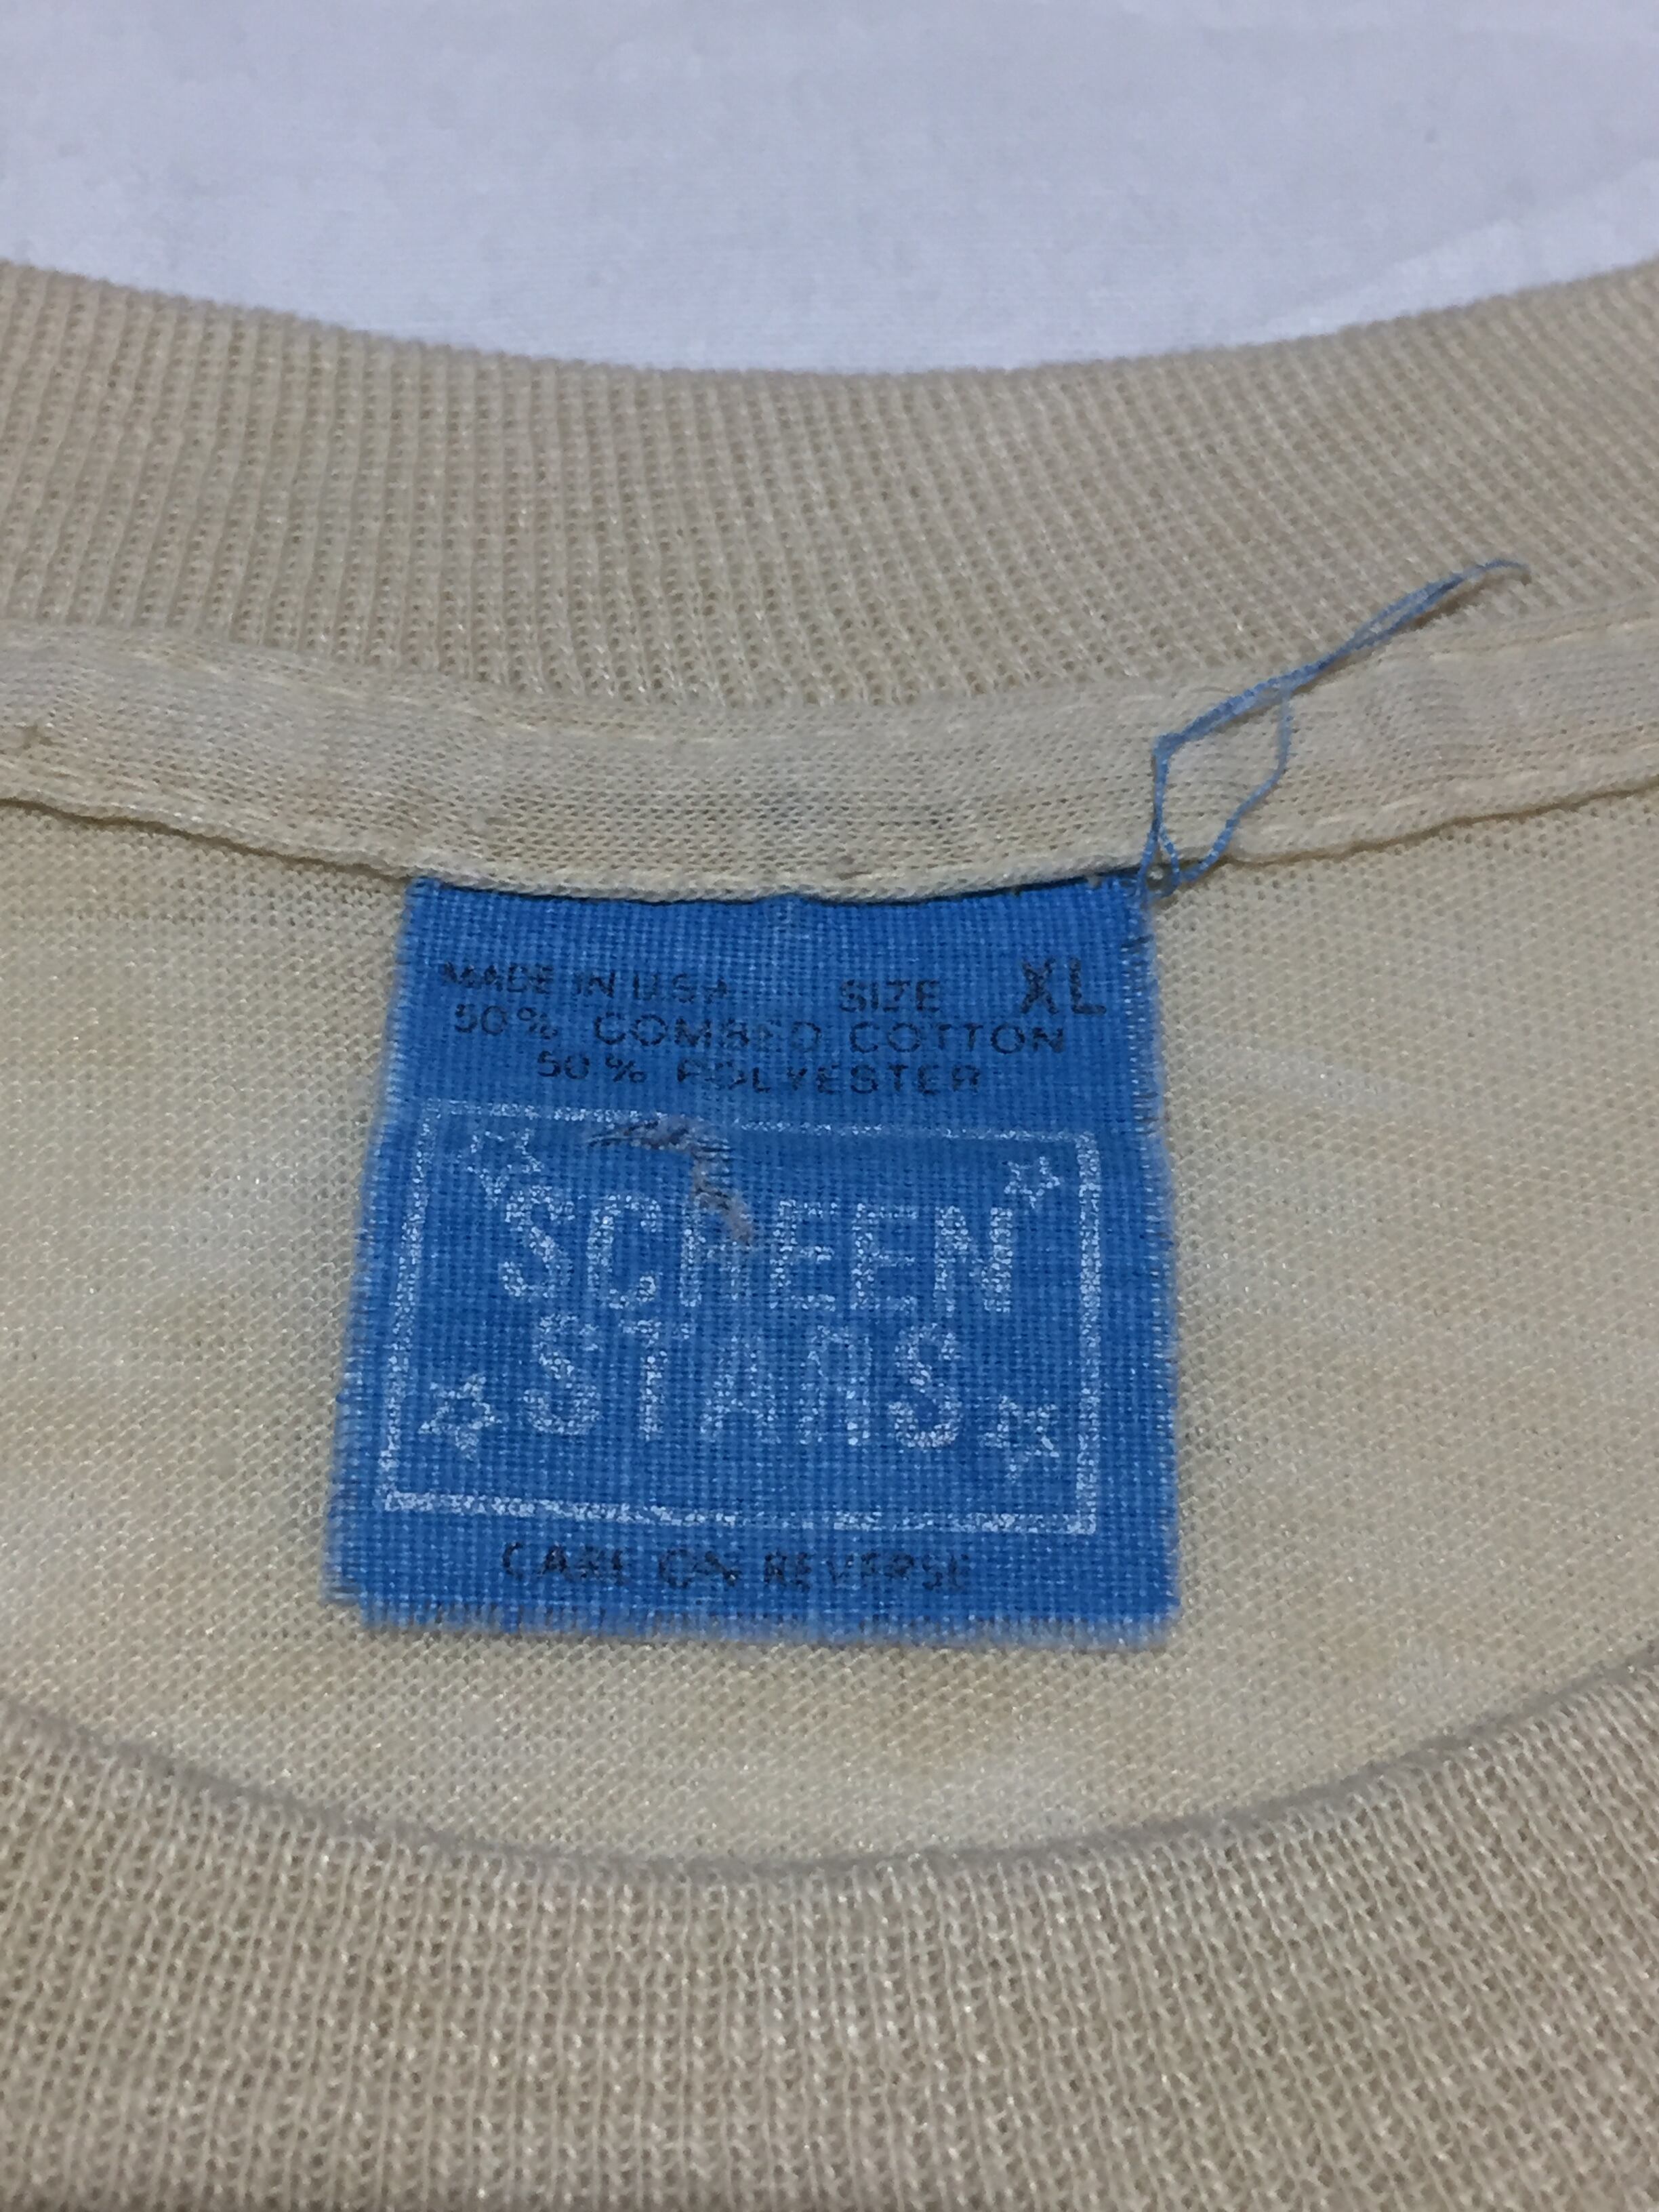 MADE IN U.S.A. SIZE XL
50% COMBED COTTON
50% POLYESTER
SCREEN
STARS
CARE ON REVERSE